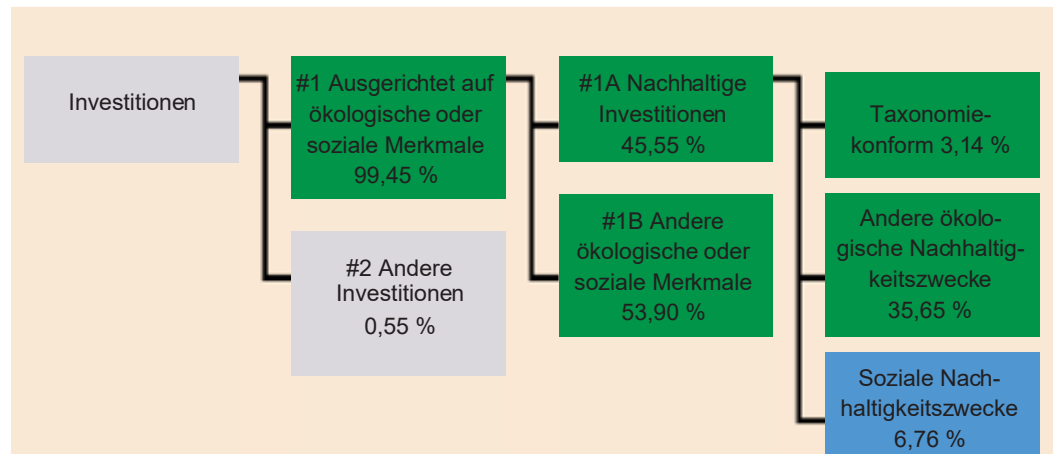 Investitionen
#1 Ausgerichtet auf
ökologische oder
soziale Merkmale
99,45 %
#2 Andere
Investitionen
0,55 %
#1A Nachhaltige
Investitionen
45,55 %
#1B Andere
ökologische oder
soziale Merkmale
53,90 %
Taxonomie-
konform 3,14 %
Andere ökolo-
gische Nachhaltig-
keitszwecke
35,65 %
Soziale Nach-
haltigkeitszwecke
6,76 %